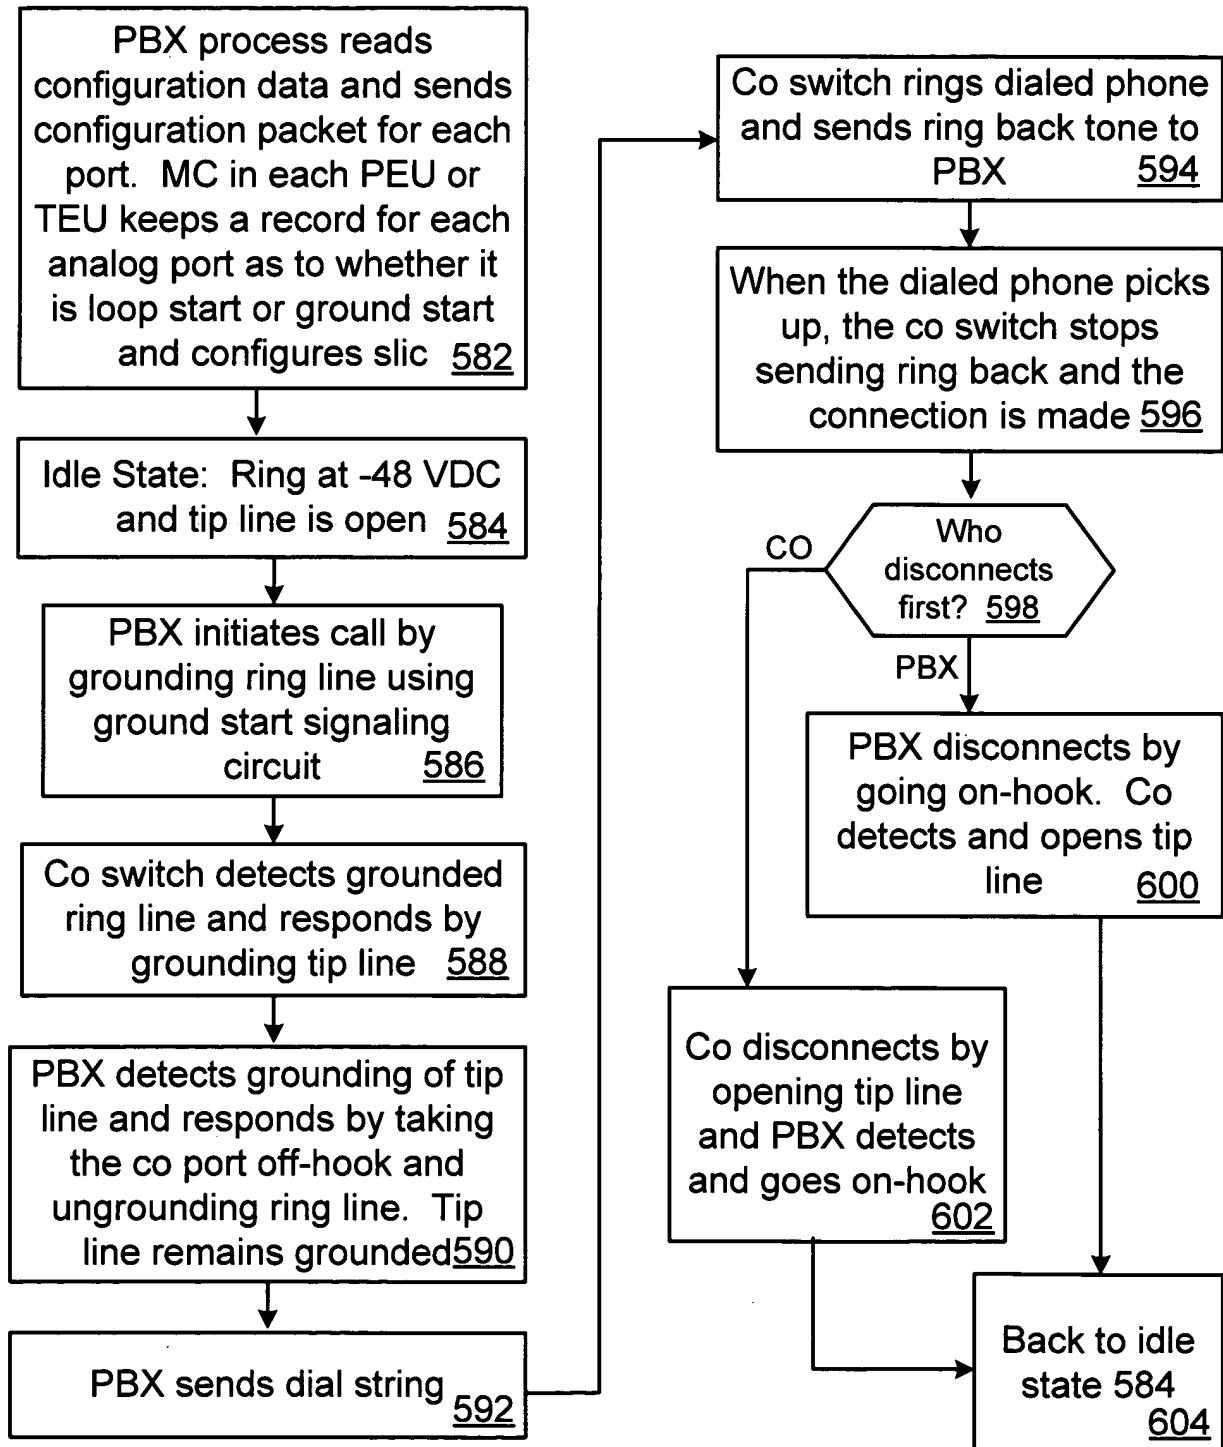 PBX process reads
configuration data and sends
configuration packet for each
port. MC in each PEU or
TEU keeps a record for each
analog port as to whether it
is loop start or ground start
and configures slic 582
Idle State: Ring at -48 VDC
and tip line is open 584
PBX initiates call by
grounding ring line using
ground start signaling
circuit 586
Co switch detects grounded
ring line and responds by
grounding tip line 588
PBX detects grounding of tip
line and responds by taking
the co port off-hook and
ungrounding ring line. Tip
line remains grounded 590
PBX sends dial string 592
Co switch rings dialed phone
and sends ring back tone to
PBX 594
When the dialed phone picks
up, the co switch stops
sending ring back and the
connection is made 596
Who
disconnects
first? 598
CO
PBX
PBX disconnects by
going on-hook. Co
detects and opens tip
line 600
Co disconnects by
opening tip line
and PBX detects
and goes on-hook
602
Back to idle
state 584
604